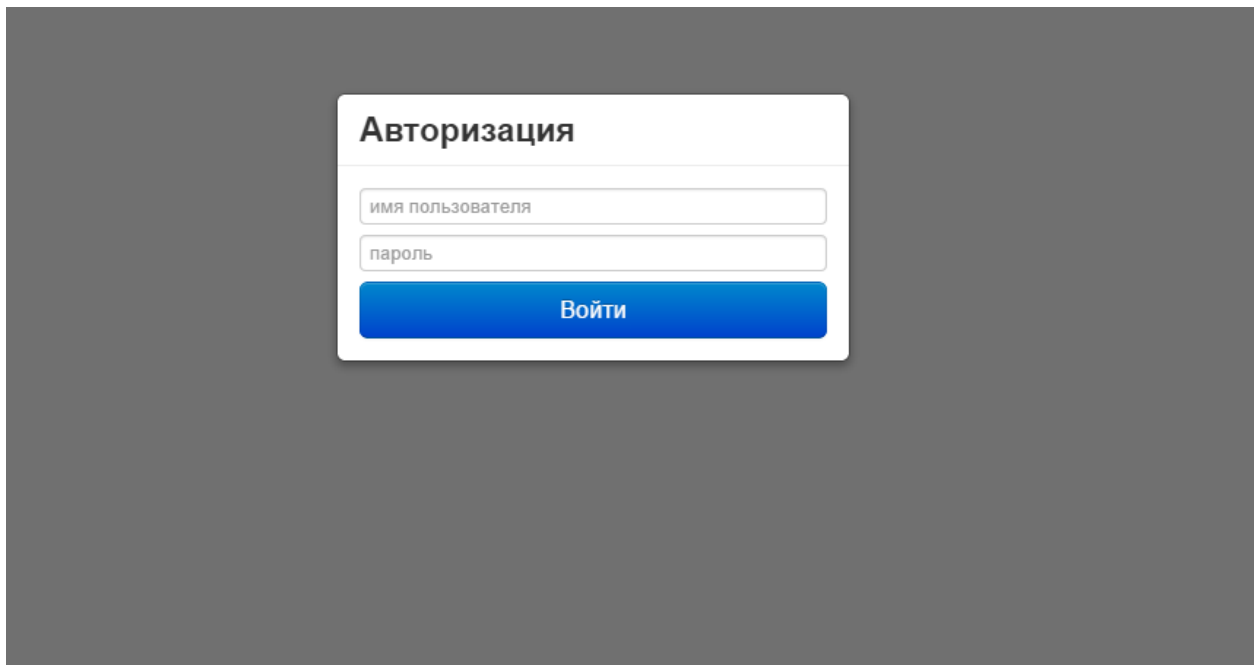 Авторизация
имя пользователя
пароль
Войти